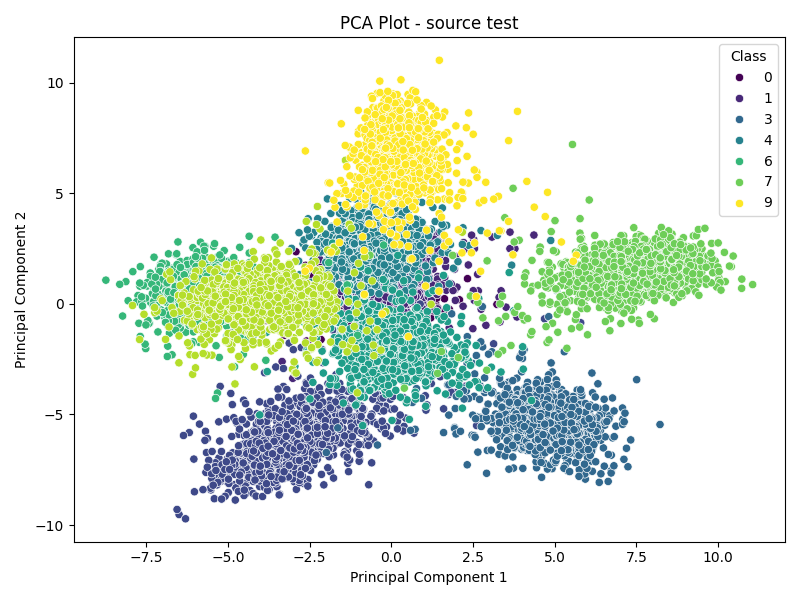 PCA Plot - source test
Class
0
1
3
4
6
7
9
10
5
0
−5
−10
Principal Component 2
−7.5 −5.0 −2.5 0.0 2.5 5.0 7.5 10.0
Principal Component 1